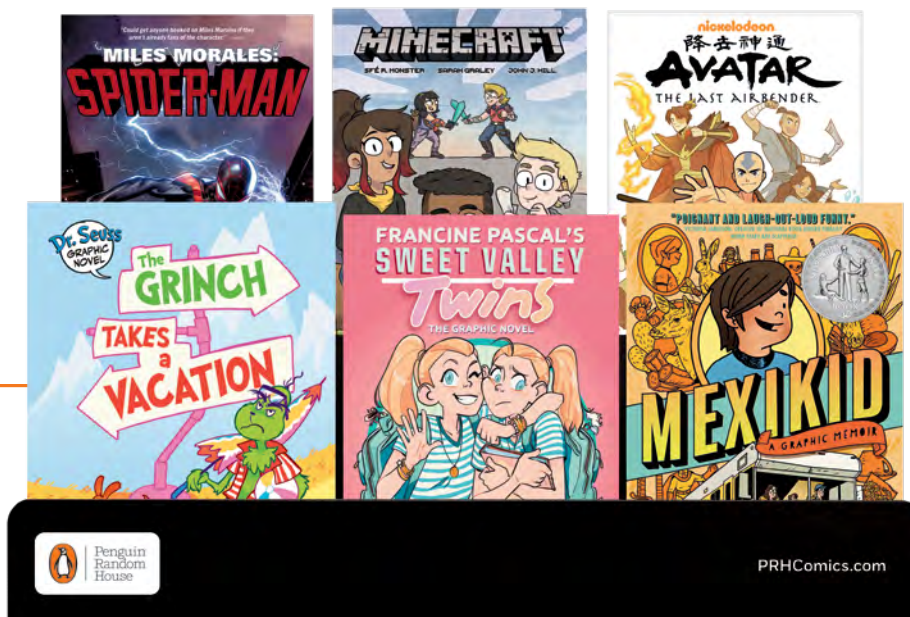 "Could get anyone hooked on Miles Morales if they
aren't already fans of the character."
MILES MORALES:
SPIDER-MAN
MINECRAFT
SFÉ R. MONSTER SARAH GRALEY JOHN J. HILL
nickelodeon
降去神通
AVATAR
THE LAST AIRBENDER
Dr. Seuss
GRAPHIC
NOVEL
The
GRINCH
TAKES
a
VACATION
FRANCINE PASCAL'S
SWEET VALLEY
Twins
THE GRAPHIC NOVEL
"POIGNANT AND LAUGH-OUT-LOUD FUNNY."
MEXIKID
A GRAPHIC MEMOIR
Penguin
Random
House
PRHComics.com